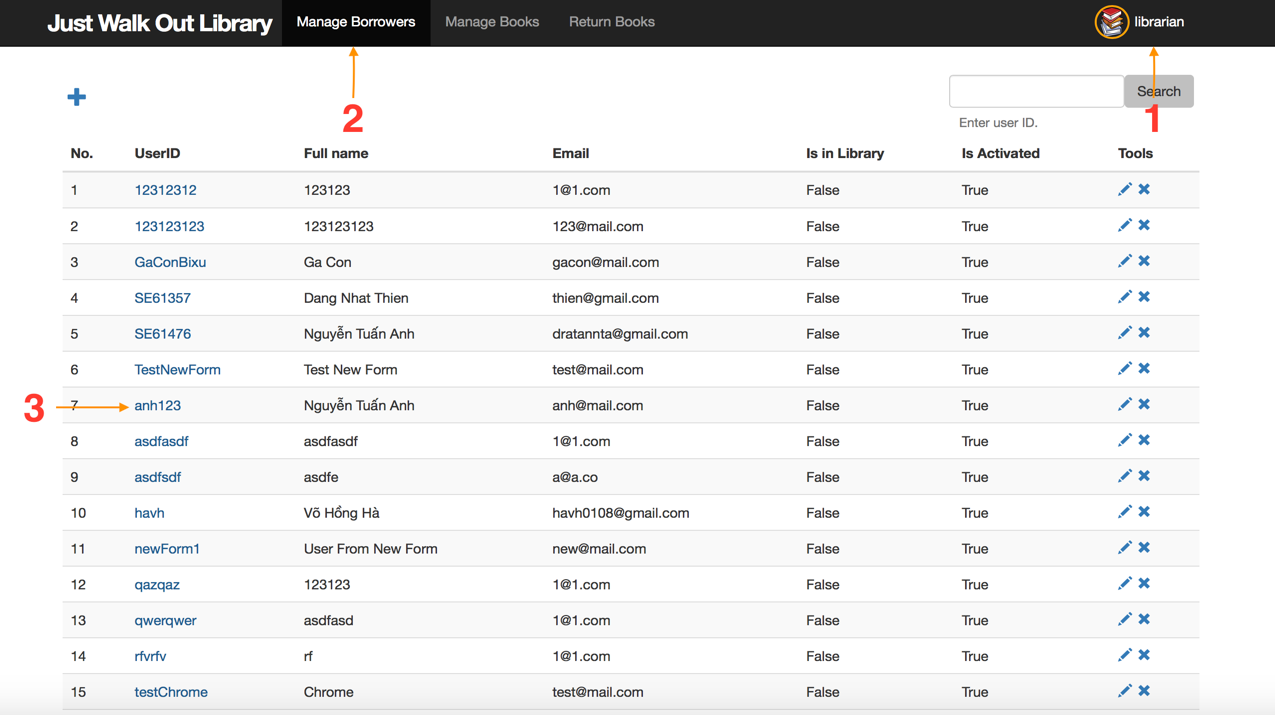 Just Walk Out Library Manage Borrowers Manage Books Return Books librarian
2
Search
1
Enter user ID.
No. UserID Full name Email Is in Library Is Activated Tools
1 12312312 123123 1@1.com False True
2 123123123 123123123 123@mail.com False True
3 GaConBixu Ga Con gacon@mail.com False True
4 SE61357 Dang Nhat Thien thien@gmail.com False True
5 SE61476 Nguyễn Tuấn Anh dratannta@gmail.com False True
6 TestNewForm Test New Form test@mail.com False True
3 7 anh123 Nguyễn Tuấn Anh anh@mail.com False True
8 asdfasdf asdfasdf 1@1.com False True
9 asdfsdf asdfe a@a.co False True
10 havh Võ Hồng Hà havh0108@gmail.com False True
11 newForm1 User From New Form new@mail.com False True
12 qazqaz 123123 1@1.com False True
13 qwerqwer asdfasd 1@1.com False True
14 rfvrfv rf 1@1.com False True
15 testChrome Chrome test@mail.com False True